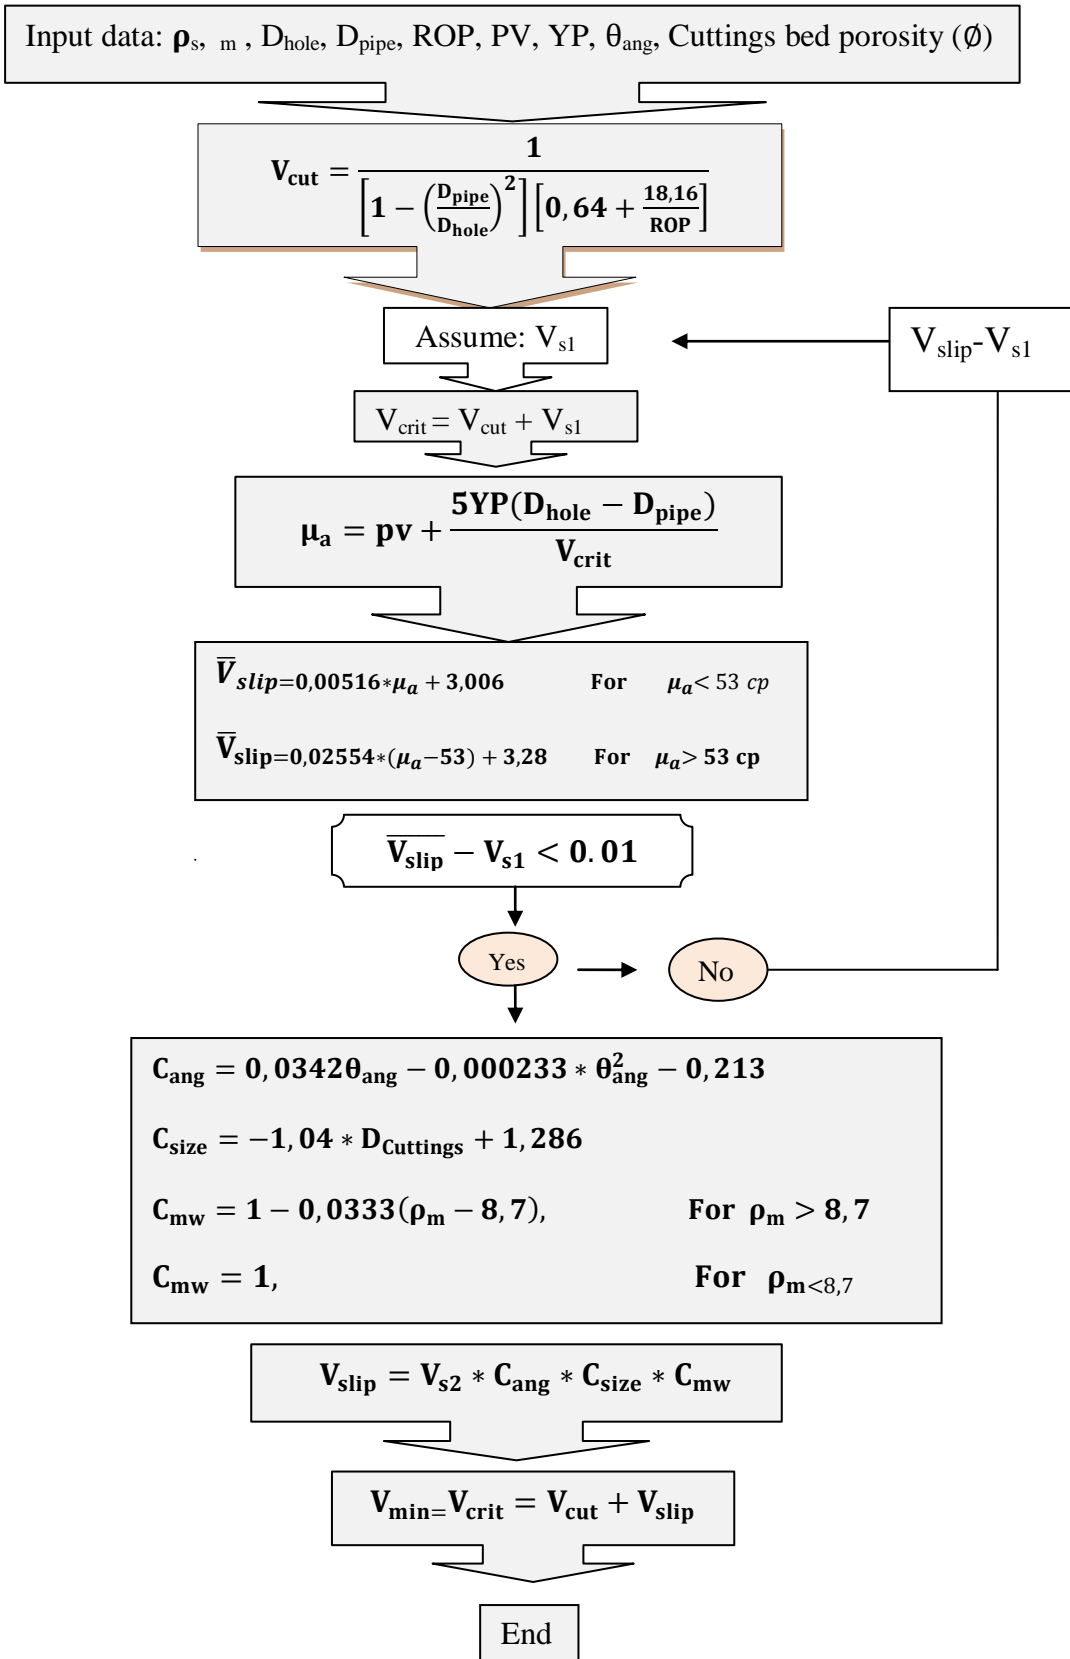 Input data: ρs, m , Dhole, Dpipe, ROP, PV, YP, θang, Cuttings bed porosity (∅)
Vcut = 1 / [1 − (Dpipe/Dhole)^2] [0,64 + 18,16/ROP]
Assume: Vs1
Vslip-Vs1
Vcrit = Vcut + Vs1
μa = pv + 5YP(Dhole − Dpipe) / Vcrit
V̅slip=0,00516*μa + 3,006 For μa< 53 cp
V̅slip=0,02554*(μa−53) + 3,28 For μa> 53 cp
V̅slip − Vs1 < 0.01
Yes
No
Cang = 0,0342θang − 0,000233 * θang^2 − 0,213
Csize = −1,04 * DCuttings + 1,286
Cmw = 1 − 0,0333(ρm − 8,7), For ρm > 8,7
Cmw = 1, For ρm<8,7
Vslip = Vs2 * Cang * Csize * Cmw
Vmin=Vcrit = Vcut + Vslip
End